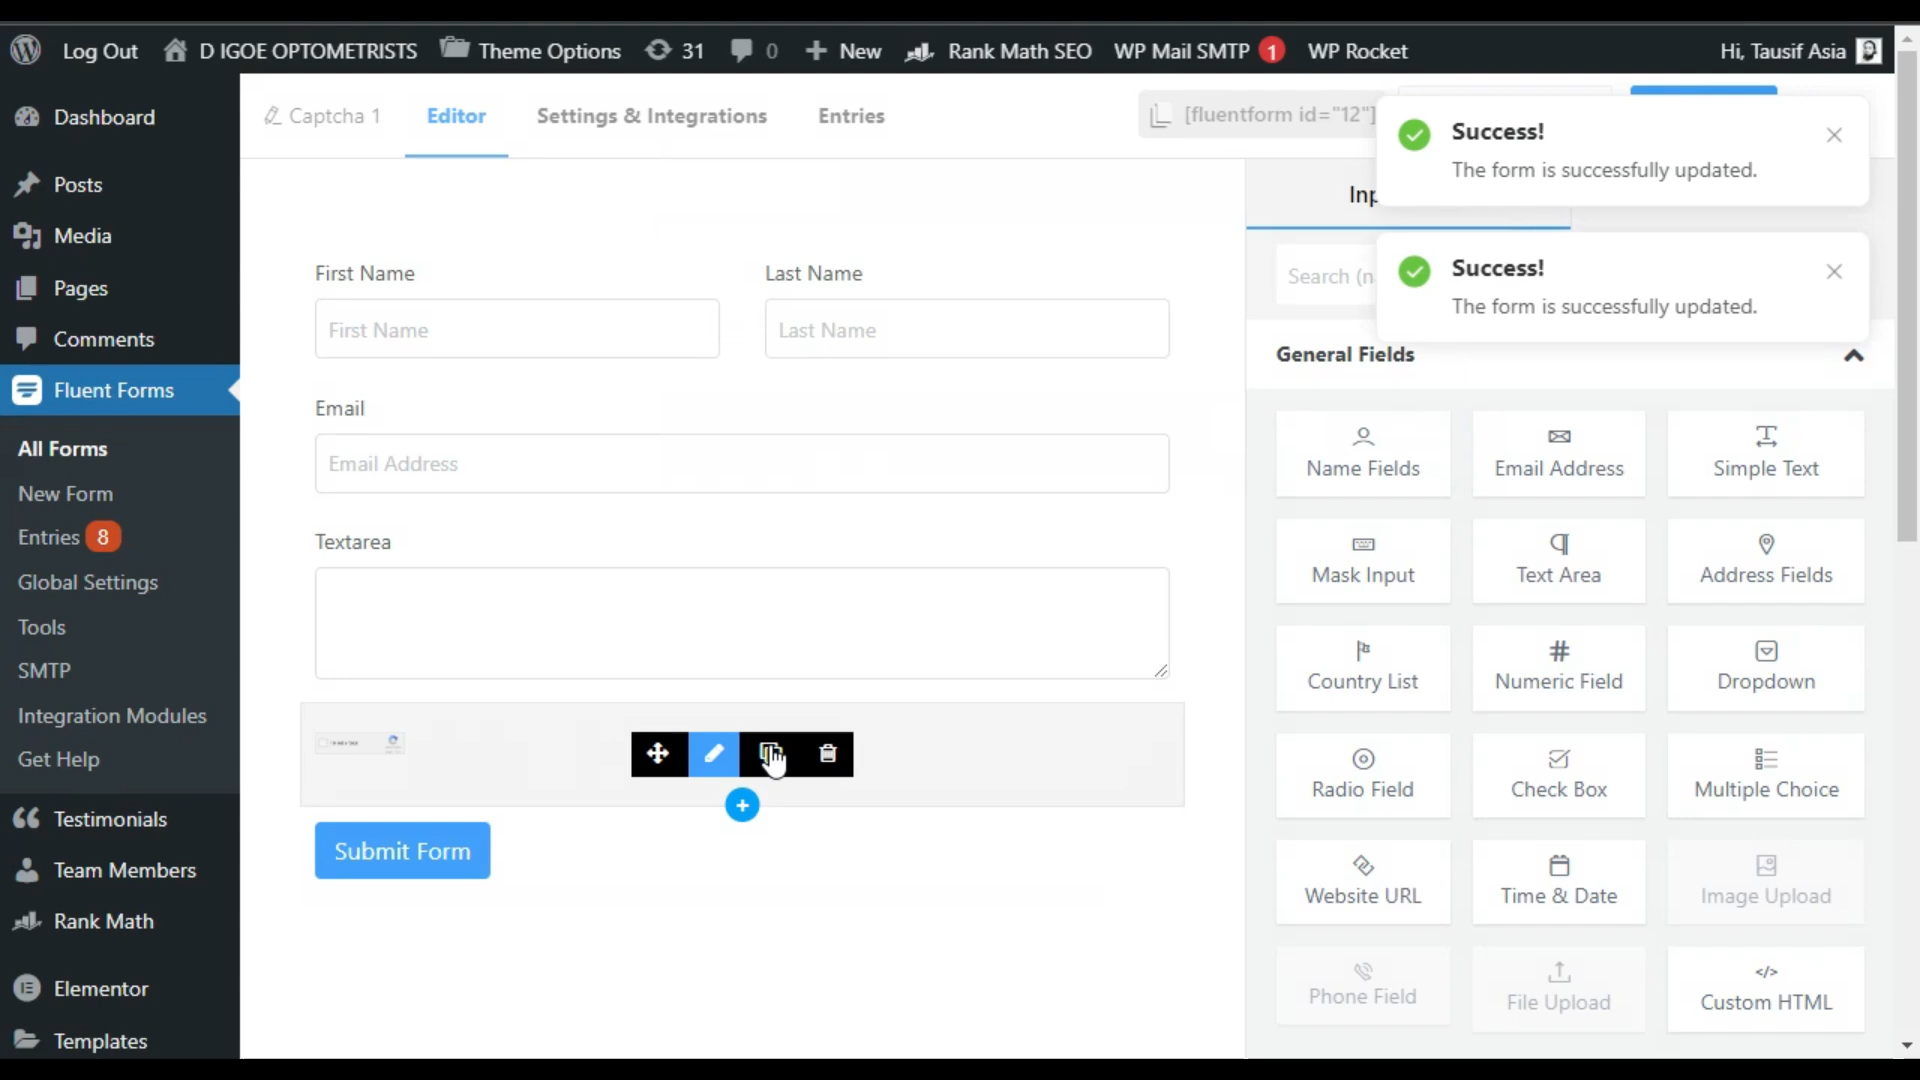 Log Out
D IGOE OPTOMETRISTS
Theme Options
31
0
New
Rank Math SEO
WP Mail SMTP 1
WP Rocket
Hi, Tausif Asia
Dashboard
Posts
Media
Pages
Comments
Fluent Forms
All Forms
New Form
Entries 8
Global Settings
Tools
SMTP
Integration Modules
Get Help
Testimonials
Team Members
Rank Math
Elementor
Templates
Captcha 1
Editor
Settings & Integrations
Entries
[fluentform id="12"]
Success!
The form is successfully updated.
Success!
The form is successfully updated.
First Name
First Name
Last Name
Last Name
Email
Email Address
Textarea
Submit Form
Search
General Fields
Name Fields
Email Address
Simple Text
Mask Input
Text Area
Address Fields
Country List
Numeric Field
Dropdown
Radio Field
Check Box
Multiple Choice
Website URL
Time & Date
Image Upload
Phone Field
File Upload
Custom HTML